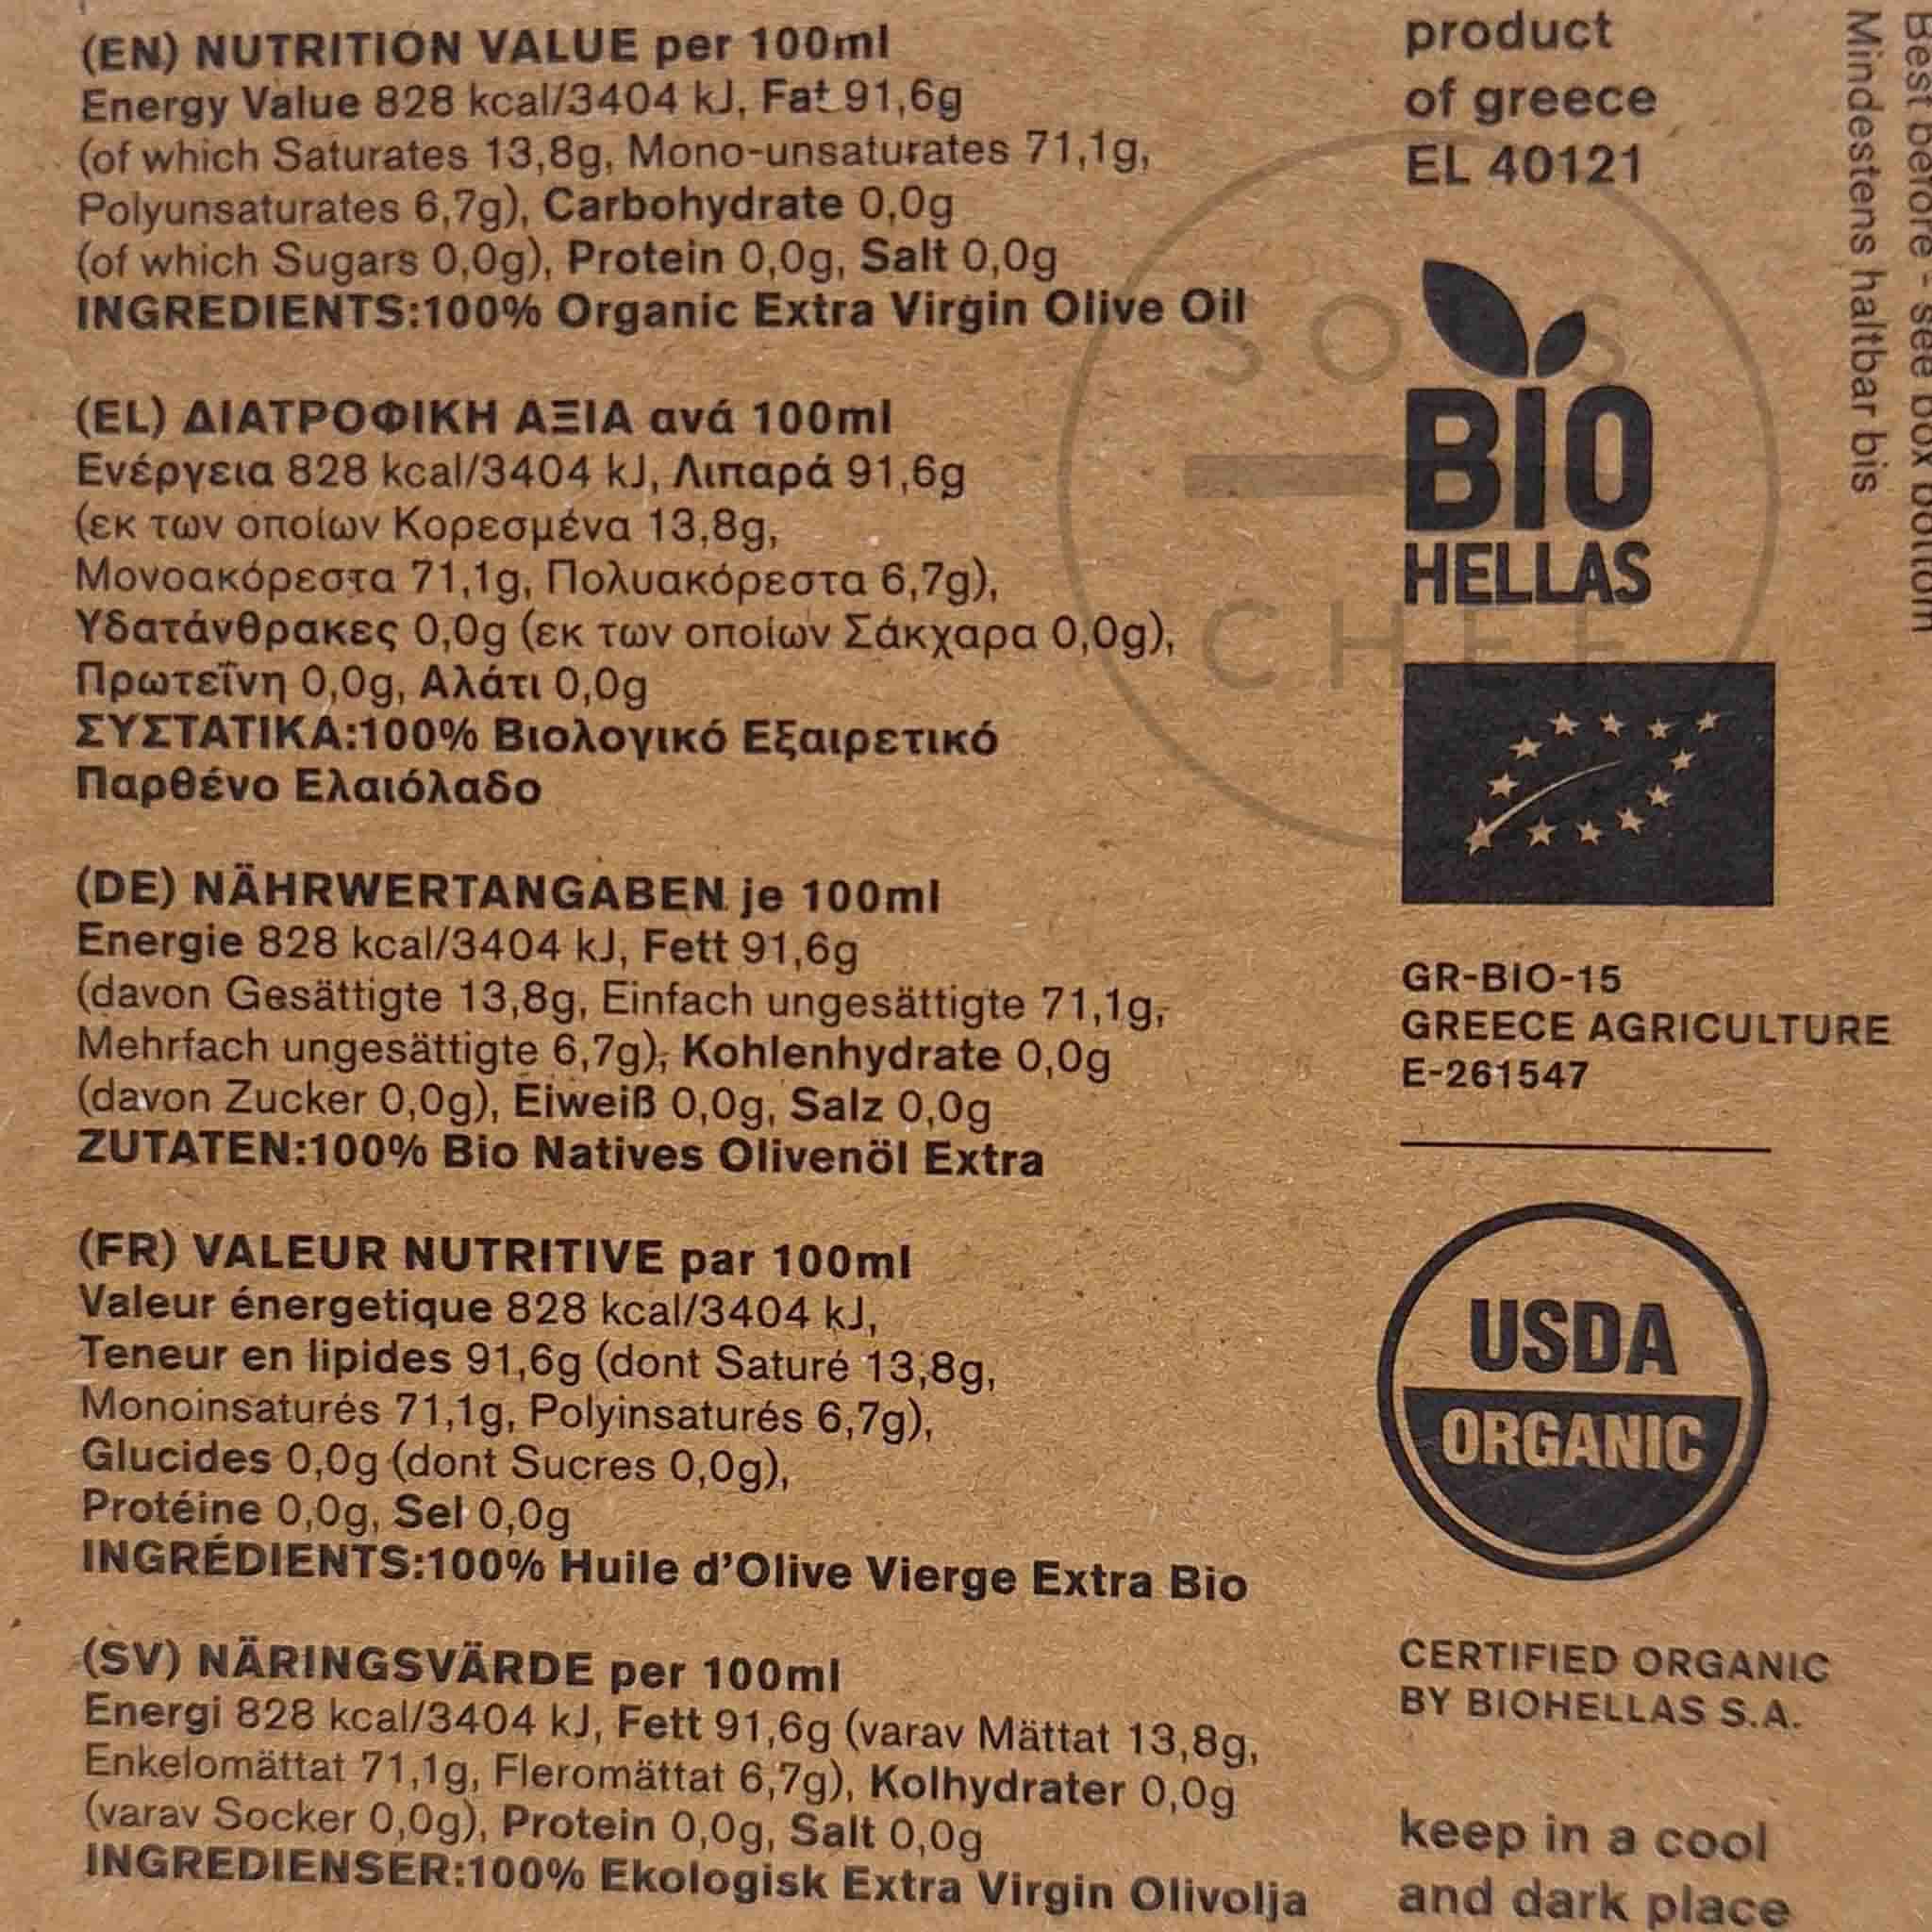 (EN) NUTRITION VALUE per 100ml
Energy Value 828 kcal/3404 kJ, Fat 91,6g
(of which Saturates 13,8g, Mono-unsaturates 71,1g,
Polyunsaturates 6,7g), Carbohydrate 0,0g
(of which Sugars 0,0g), Protein 0,0g, Salt 0,0g
INGREDIENTS:100% Organic Extra Virgin Olive Oil
(EL) ΔΙΑΤΡΟΦΙΚΗ ΑΞΙΑ ανά 100ml
Ενέργεια 828 kcal/3404 kJ, Λιπαρά 91,6g
(εκ των οποίων Κορεσμένα 13,8g,
Μονοακόρεστα 71,1g, Πολυακόρεστα 6,7g),
Υδατάνθρακες 0,0g (εκ των οποίων Σάκχαρα 0,0g),
Πρωτεΐνη 0,0g, Αλάτι 0,0g
ΣΥΣΤΑΤΙΚΑ:100% Βιολογικό Εξαιρετικό
Παρθένο Ελαιόλαδο
(DE) NÄHRWERTANGABEN je 100ml
Energie 828 kcal/3404 kJ, Fett 91,6g
(davon Gesättigte 13,8g, Einfach ungesättigte 71,1g,
Mehrfach ungesättigte 6,7g), Kohlenhydrate 0,0g
(davon Zucker 0,0g), Eiweiß 0,0g, Salz 0,0g
ZUTATEN:100% Bio Natives Olivenöl Extra
(FR) VALEUR NUTRITIVE par 100ml
Valeur énergetique 828 kcal/3404 kJ,
Teneur en lipides 91,6g (dont Saturé 13,8g,
Monoinsaturés 71,1g, Polyinsaturés 6,7g),
Glucides 0,0g (dont Sucres 0,0g),
Protéine 0,0g, Sel 0,0g
INGRÉDIENTS:100% Huile d'Olive Vierge Extra Bio
(SV) NÄRINGSVÄRDE per 100ml
Energi 828 kcal/3404 kJ, Fett 91,6g (varav Mättat 13,8g,
Enkelomättat 71,1g, Fleromättat 6,7g), Kolhydrater 0,0g
(varav Socker 0,0g), Protein 0,0g, Salt 0,0g
INGREDIENSER:100% Ekologisk Extra Virgin Olivolja
product
of greece
EL 40121
BIO
HELLAS
GR-BIO-15
GREECE AGRICULTURE
E-261547
USDA
ORGANIC
CERTIFIED ORGANIC
BY BIOHELLAS S.A.
keep in a cool
and dark place
Best before - see box bottom
Mindestens haltbar bis
CHEF